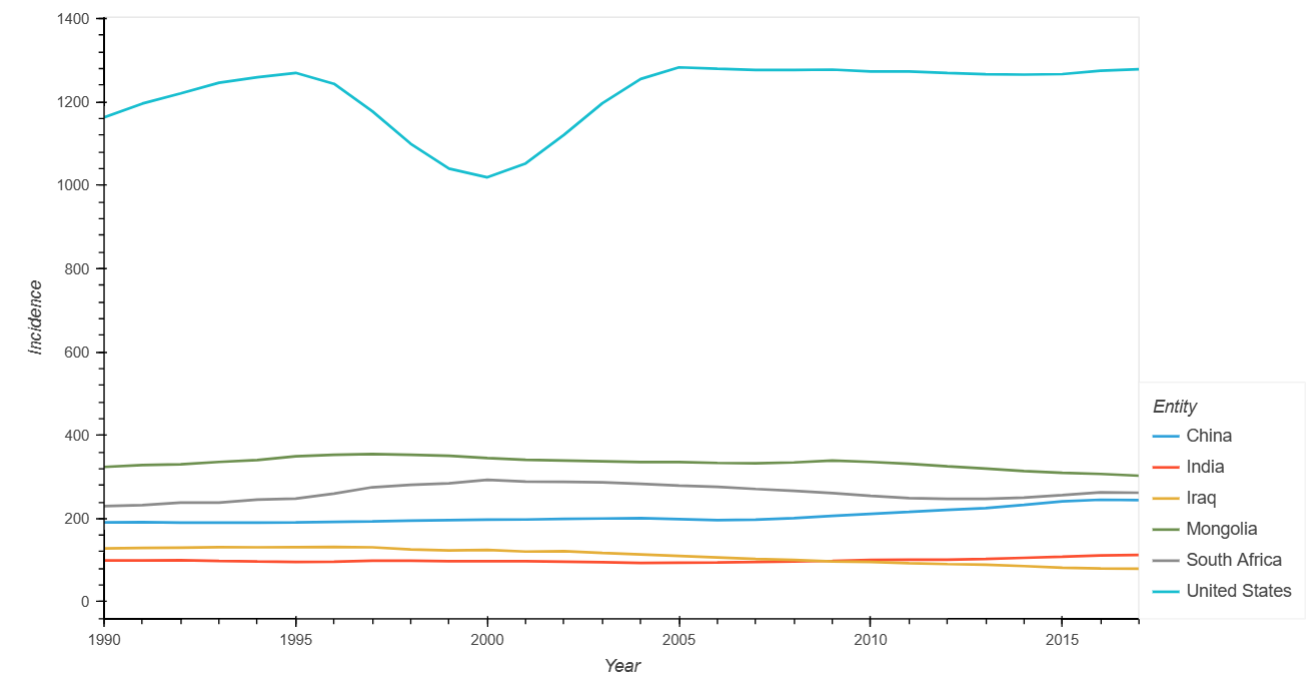 1400
1200
1000
800
600
400
200
0
Incidence
1990
1995
2000
2005
2010
2015
Year
Entity
China
India
Iraq
Mongolia
South Africa
United States